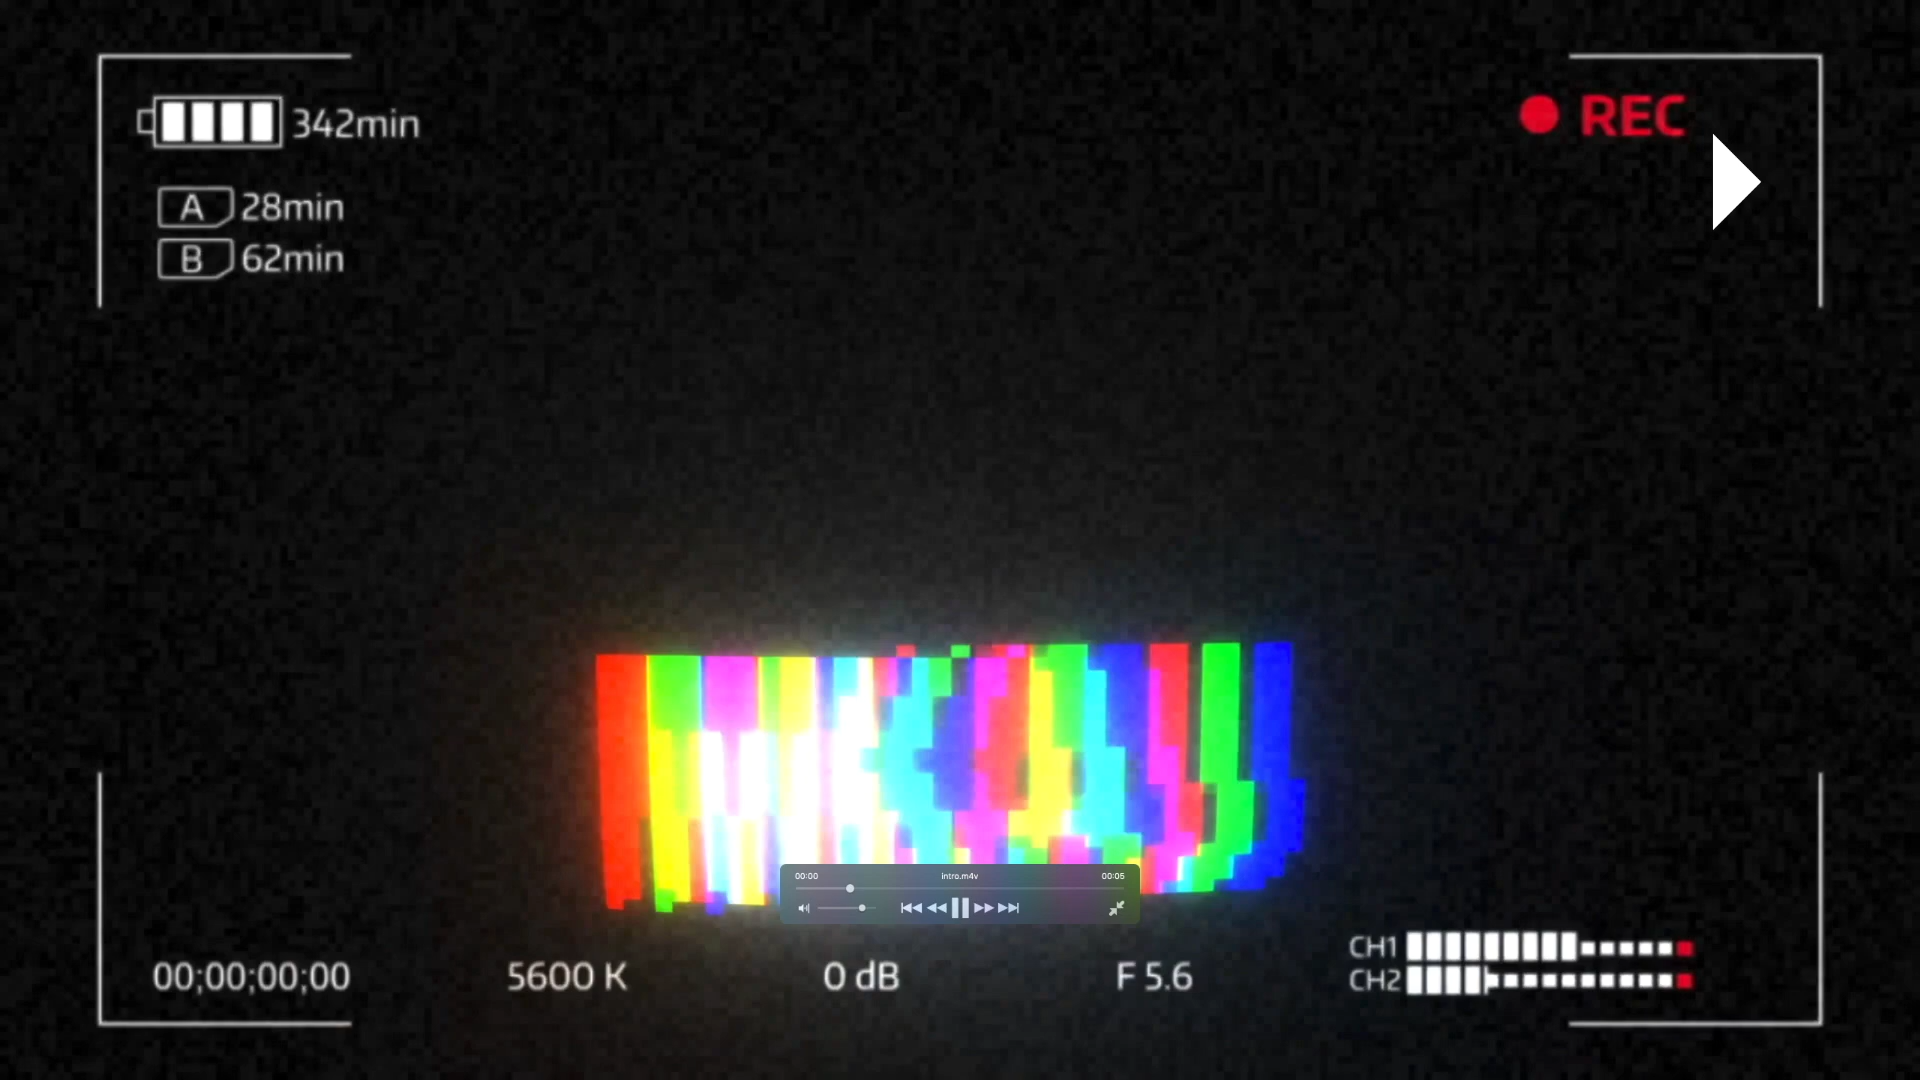 342min
REC
A 28min
B 62min
00:00 intro.m4v 00:05
00;00;00;00
5600 K
0 dB
F 5.6
CH1
CH2